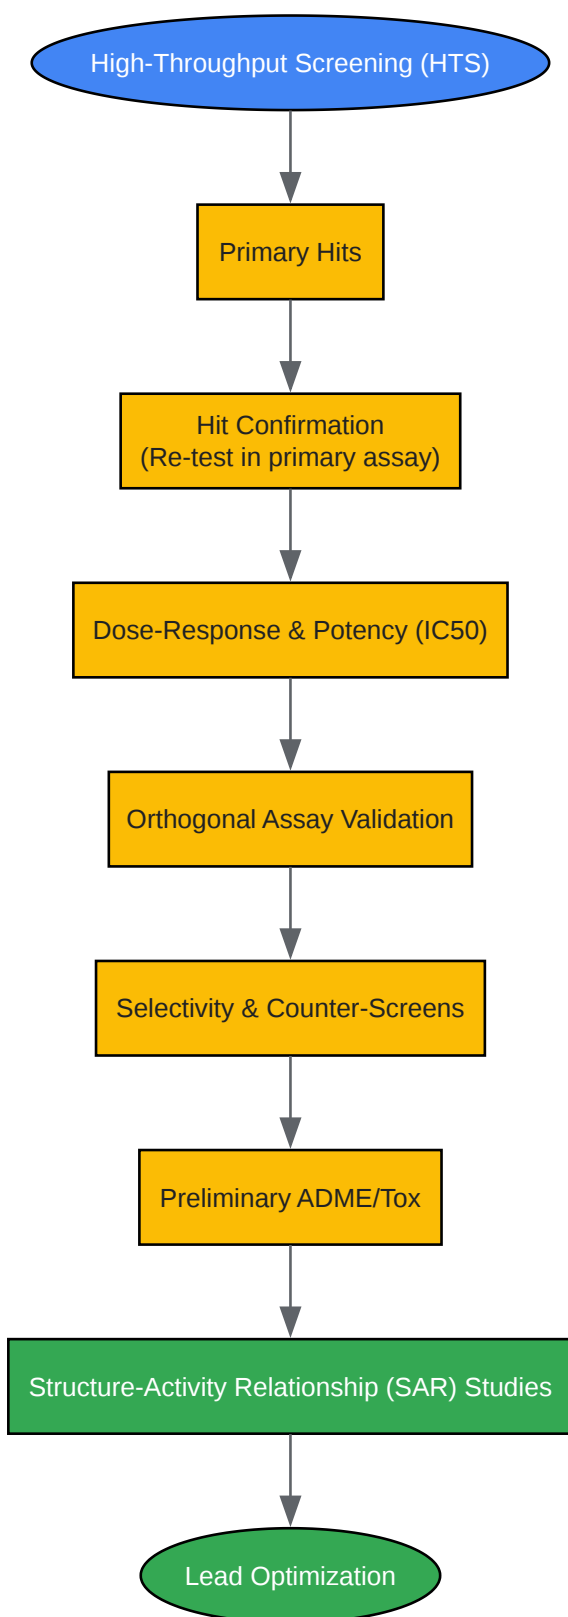 High-Throughput Screening (HTS)
Primary Hits
Hit Confirmation
(Re-test in primary assay)
Dose-Response & Potency (IC50)
Orthogonal Assay Validation
Selectivity & Counter-Screens
Preliminary ADME/Tox
Structure-Activity Relationship (SAR) Studies
Lead Optimization